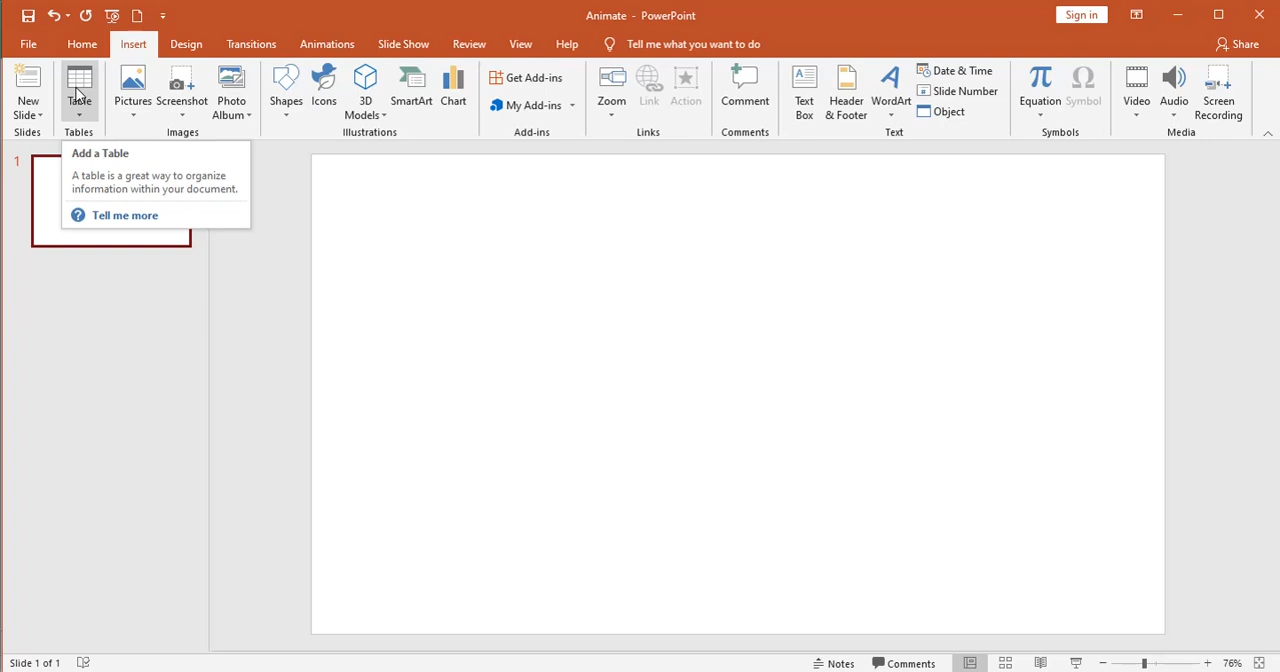 Animate - PowerPoint
Sign in
File Home Insert Design Transitions Animations Slide Show Review View Help Tell me what you want to do Share
New Slide
Table
Pictures
Screenshot
Photo Album
Shapes
Icons
3D Models
SmartArt
Chart
Get Add-ins
My Add-ins
Zoom
Link
Action
Comment
Text Box
Header & Footer
WordArt
Date & Time
Slide Number
Object
Equation
Symbol
Video
Audio
Screen Recording
Slides Tables Images Illustrations Add-ins Links Comments Text Symbols Media
1
Add a Table
A table is a great way to organize
information within your document.
Tell me more
Slide 1 of 1
Notes
Comments
76%